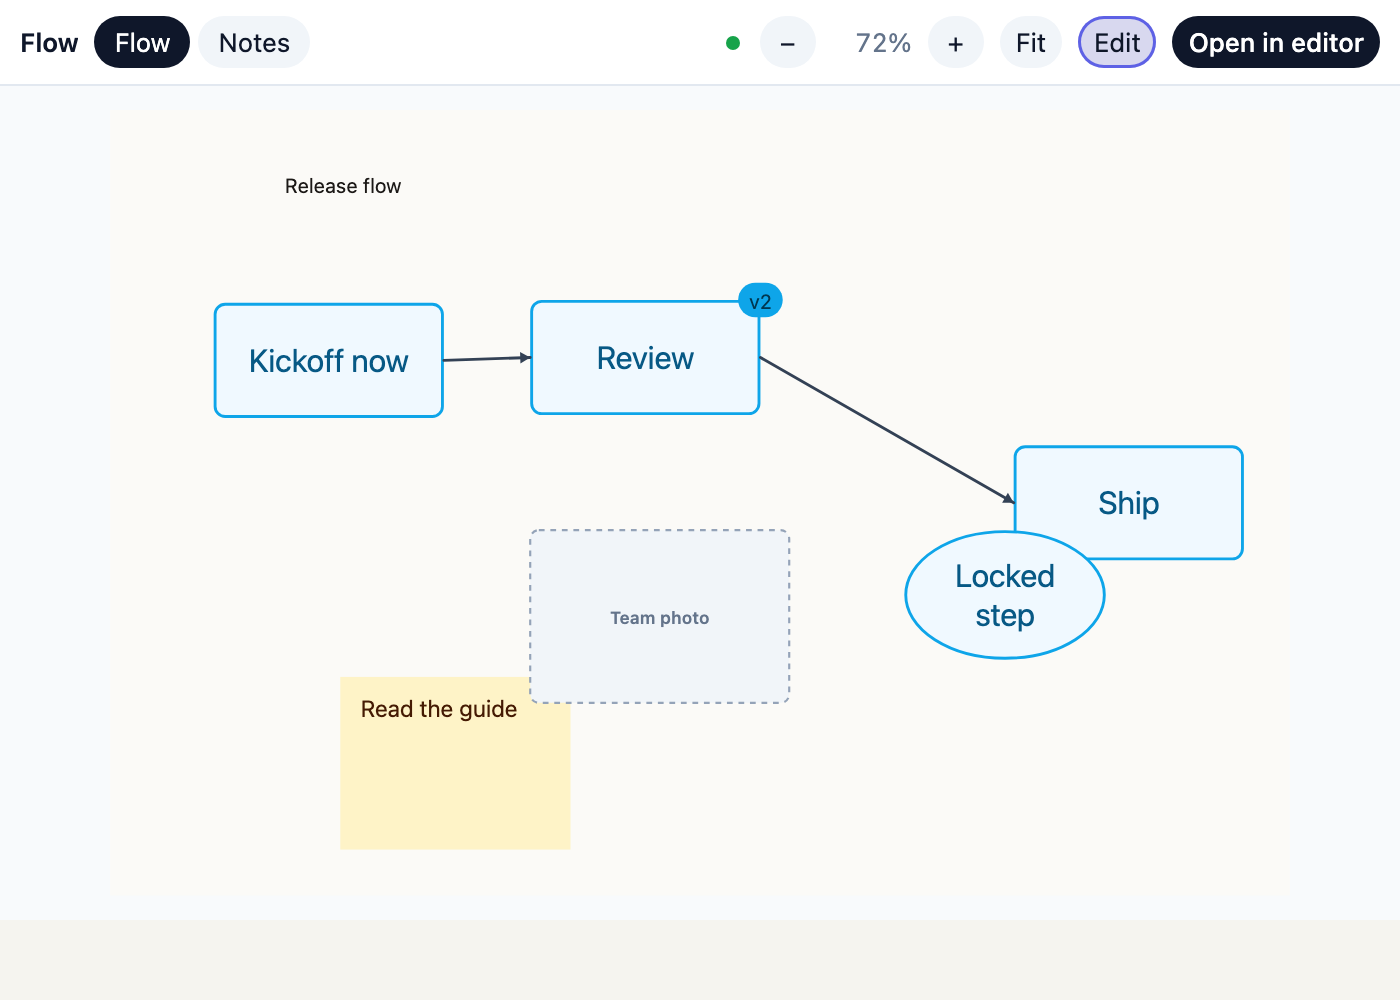 Flow Flow Notes − 72% + Fit Edit Open in editor
Release flow
v2
Kickoff now
Review
Ship
Locked
step
Team photo
Read the guide